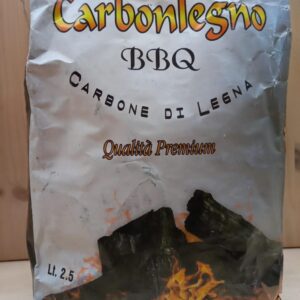 Carbonlegno
BBQ
CARBONE DI LEGNA
Qualità Premium
Lt. 2.5